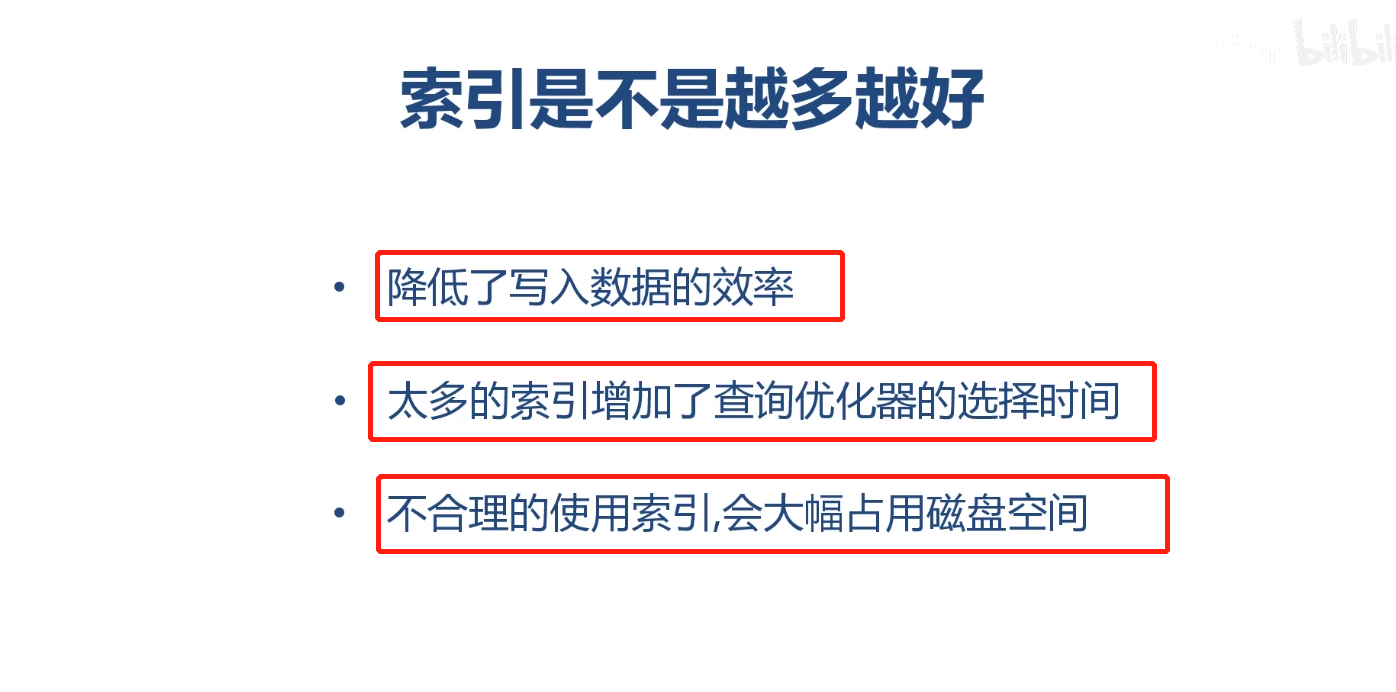 bilibili
索引是不是越多越好
• 降低了写入数据的效率
• 太多的索引增加了查询优化器的选择时间
• 不合理的使用索引,会大幅占用磁盘空间